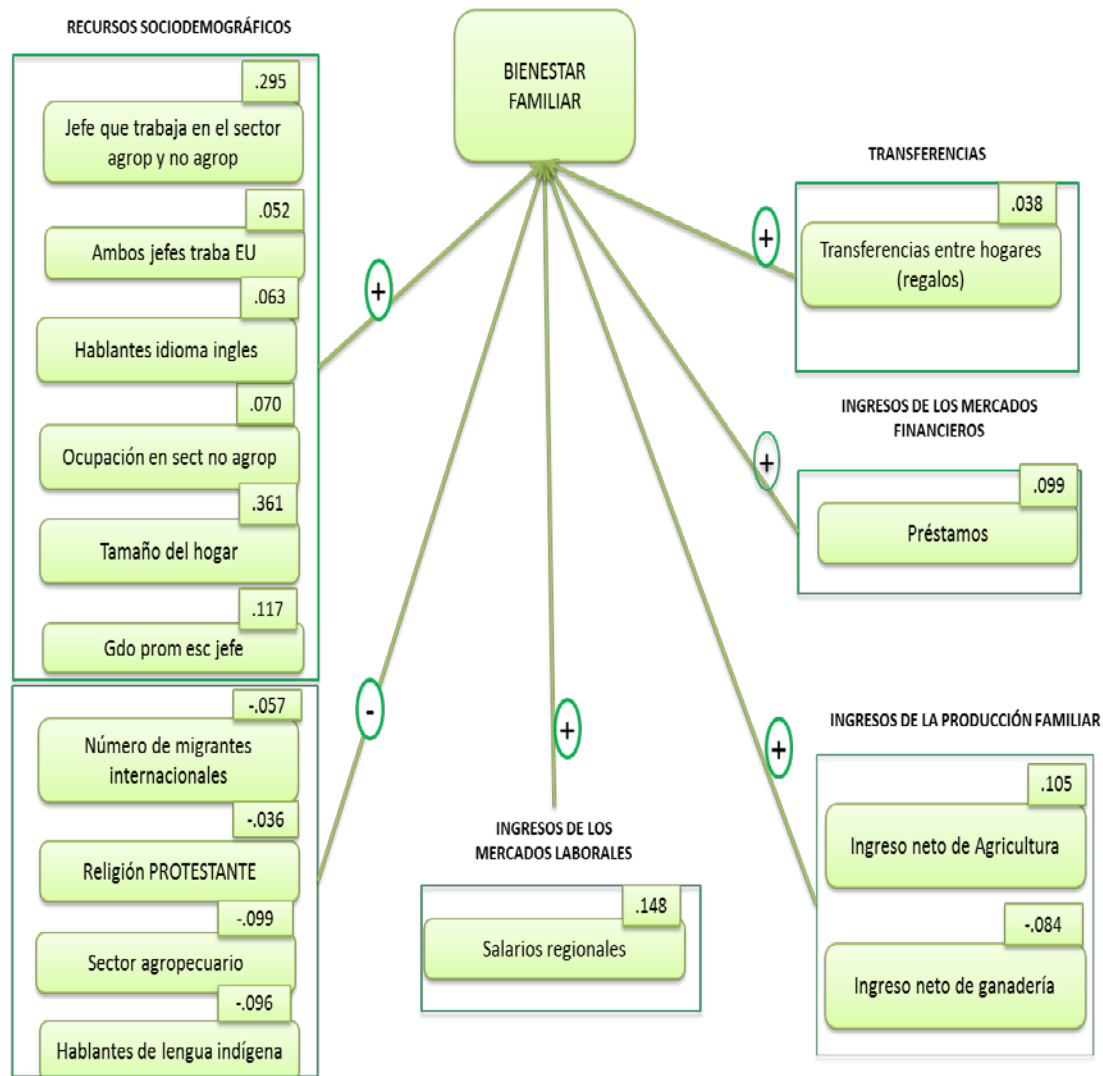 RECURSOS SOCIODEMOGRÁFICOS
.295
Jefe que trabaja en el sector
agrop y no agrop
.052
Ambos jefes traba EU
.063
Hablantes idioma ingles
.070
Ocupación en sect no agrop
.361
Tamaño del hogar
.117
Gdo prom esc jefe
-.057
Número de migrantes
internacionales
-.036
Religión PROTESTANTE
-.099
Sector agropecuario
-.096
Hablantes de lengua indígena
BIENESTAR
FAMILIAR
+
-
+
+
+
+
INGRESOS DE LOS
MERCADOS LABORALES
.148
Salarios regionales
TRANSFERENCIAS
.038
Transferencias entre hogares
(regalos)
INGRESOS DE LOS MERCADOS
FINANCIEROS
.099
Préstamos
INGRESOS DE LA PRODUCCIÓN FAMILIAR
.105
Ingreso neto de Agricultura
-.084
Ingreso neto de ganadería